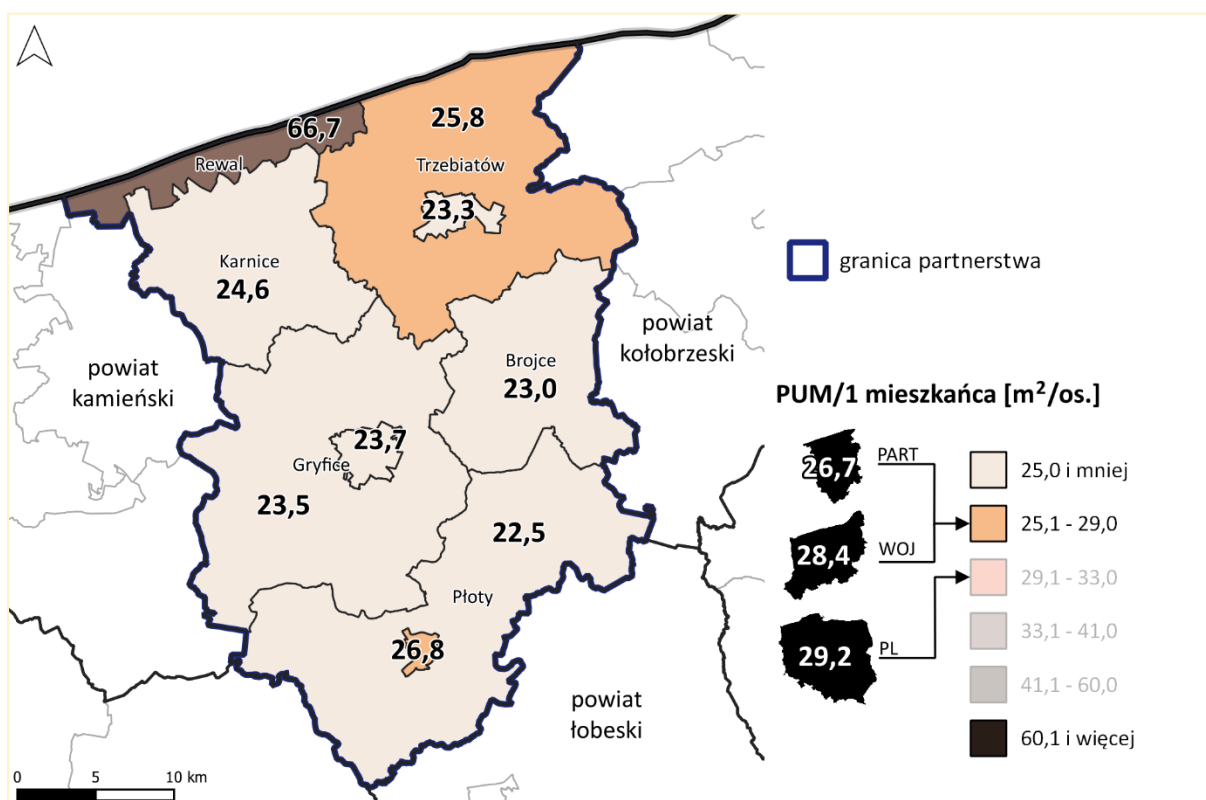 66,7
Rewal
25,8
Trzebiatów
23,3
Karnice
24,6
powiat
kamieński
Brojce
23,0
powiat
kołobrzeski
23,7
Gryfice
23,5
22,5
Płoty
26,8
powiat
łobeski
0 5 10 km
granica partnerstwa
PUM/1 mieszkańca [m²/os.]
26,7 PART
28,4 WOJ
29,2 PL
25,0 i mniej
25,1 - 29,0
29,1 - 33,0
33,1 - 41,0
41,1 - 60,0
60,1 i więcej